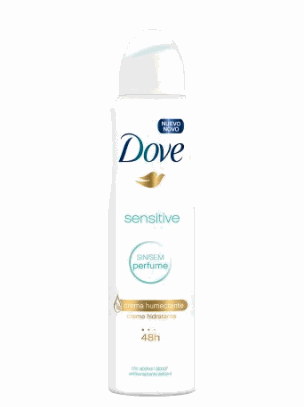 NUEVO
NOVO
Dove
sensitive
SIN/SEM
perfume
crema humectante
creme hidratante
48h